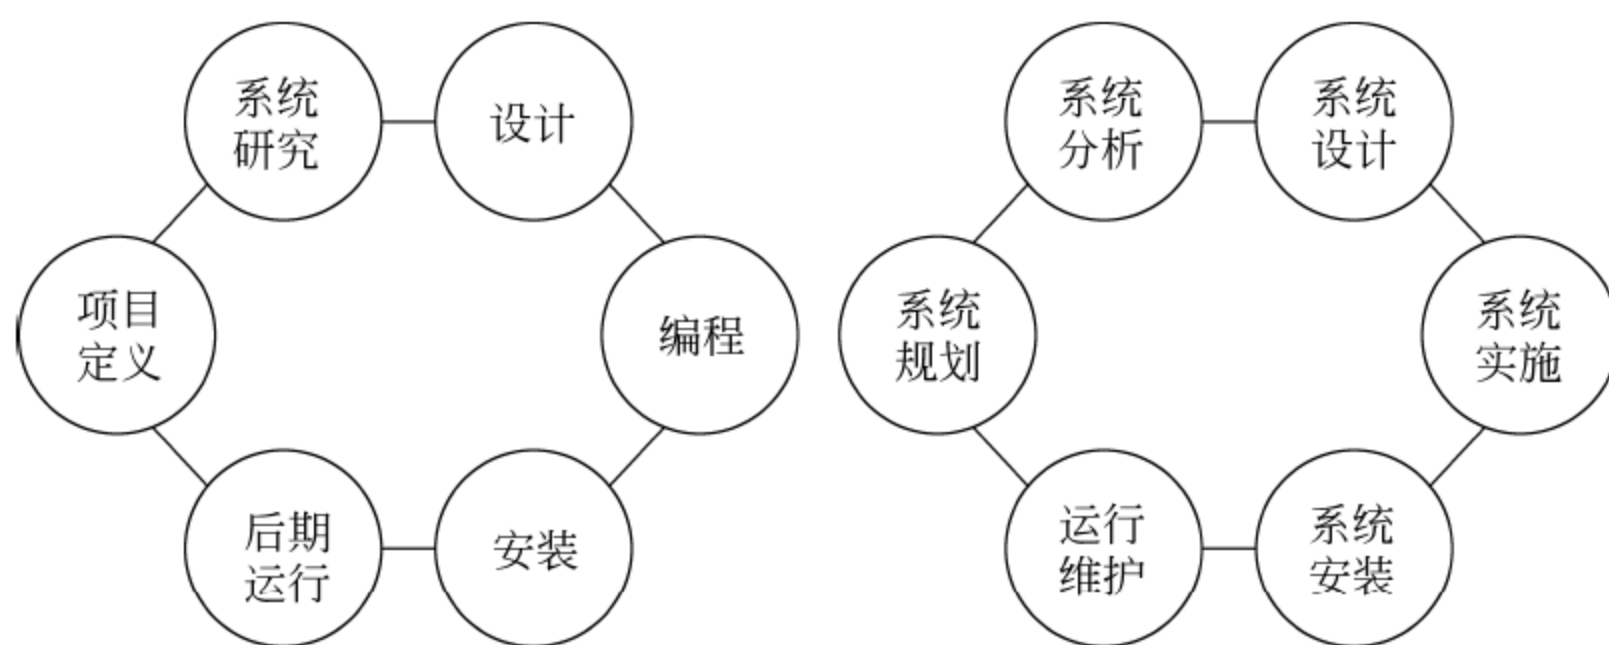 系统
研究
设计
项目
定义
编程
后期
运行
安装
系统
分析
系统
设计
系统
规划
系统
实施
运行
维护
系统
安装